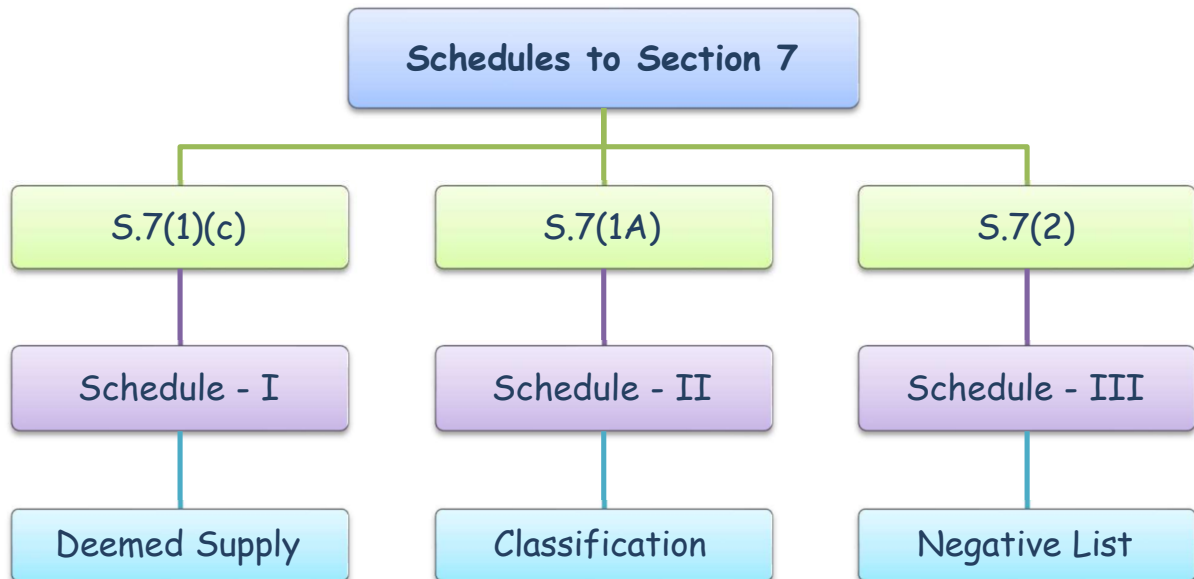 Schedules to Section 7
S.7(1)(c)
S.7(1A)
S.7(2)
Schedule - I
Schedule - II
Schedule - III
Deemed Supply
Classification
Negative List